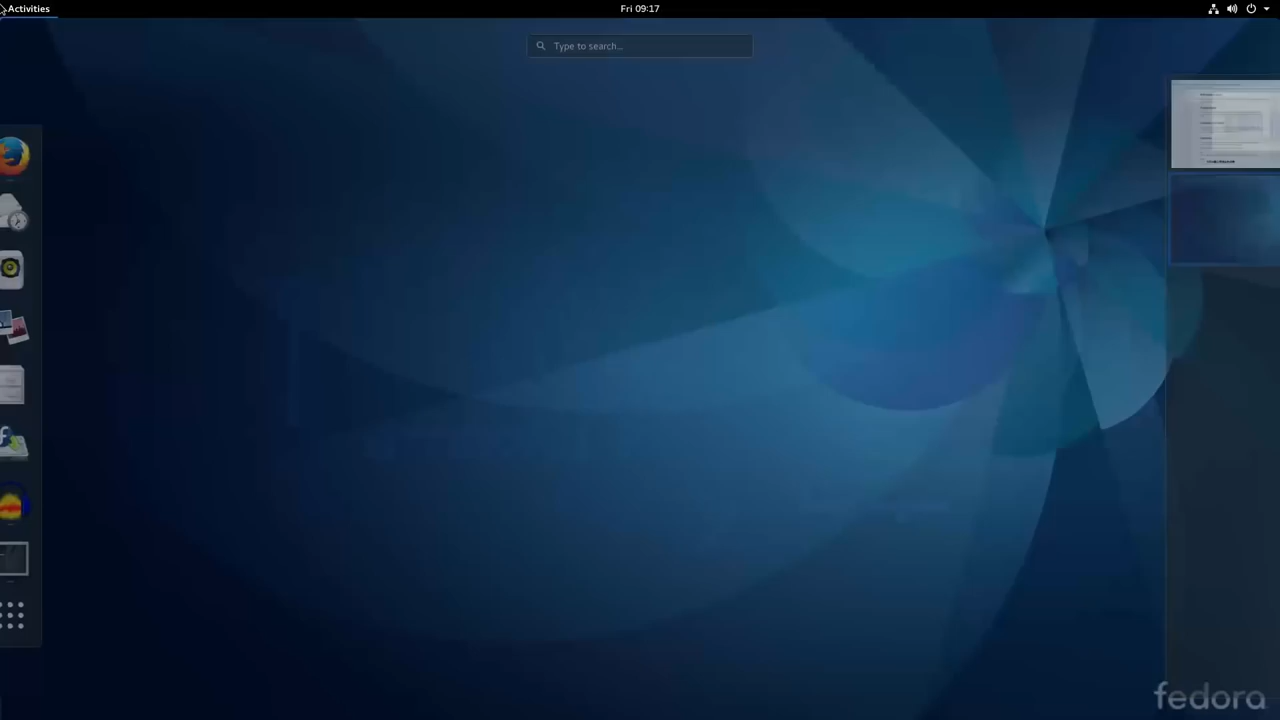 Activities
Fri 09:17
Type to search...
fedora